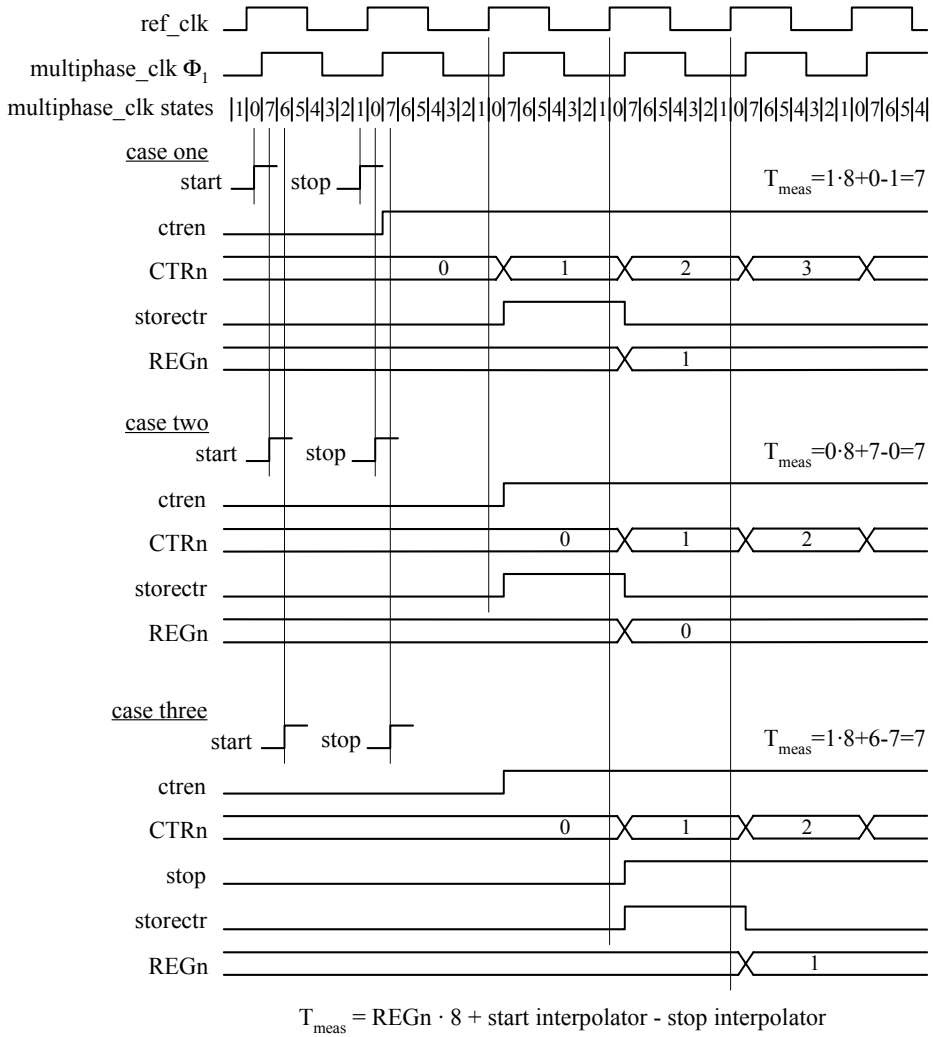 ref_clk
multiphase_clk Φ1
multiphase_clk states |1|0|7|6|5|4|3|2|1|0|7|6|5|4|3|2|1|0|7|6|5|4|3|2|1|0|7|6|5|4|3|2|1|0|7|6|5|4|3|2|1|0|7|6|5|4|
case one
start stop Tmeas=1·8+0-1=7
ctren
CTRn 0 1 2 3
storectr
REGn 1
case two
start stop Tmeas=0·8+7-0=7
ctren
CTRn 0 1 2
storectr
REGn 0
case three
start stop Tmeas=1·8+6-7=7
ctren
CTRn 0 1 2
stop
storectr
REGn 1
Tmeas = REGn · 8 + start interpolator - stop interpolator